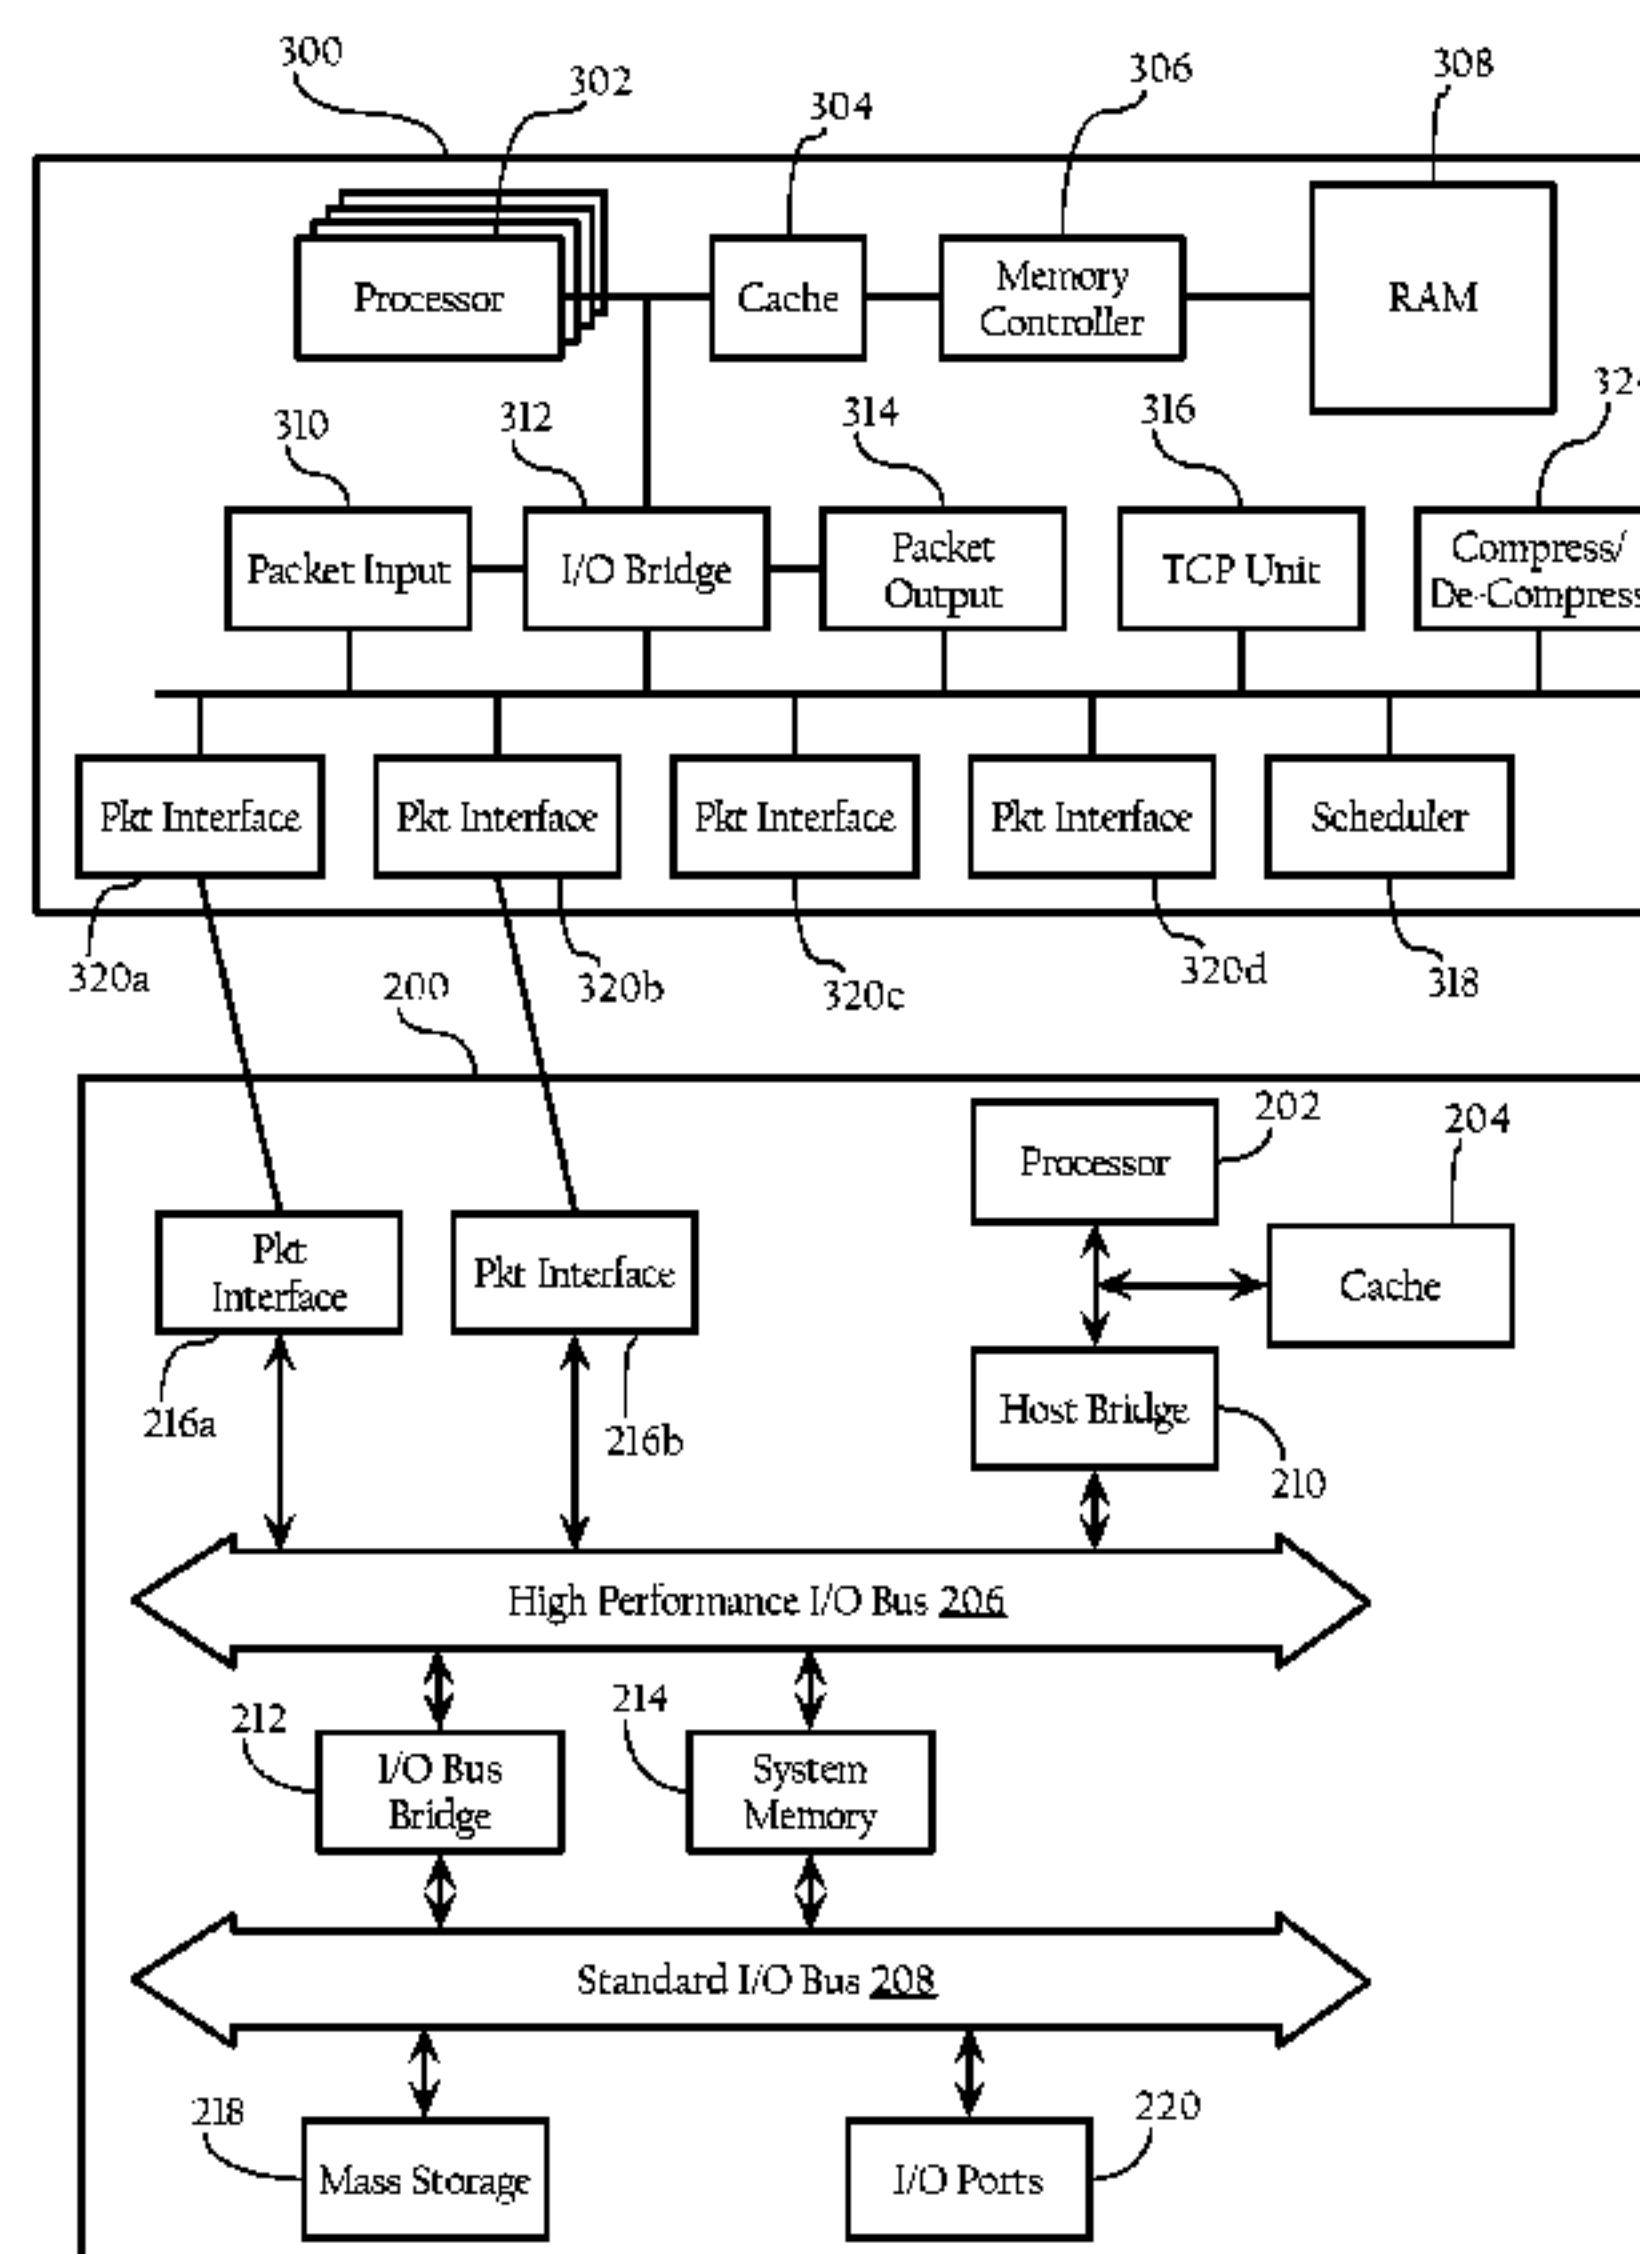 300
302
304
306
308
Processor
Cache
Memory
Controller
RAM
310
312
314
316
Packet Input
I/O Bridge
Packet
Output
TCP Unit
Compress/
De-Compress
Pkt Interface
Pkt Interface
Pkt Interface
Pkt Interface
Scheduler
320a
320b
320c
320d
318
200
202
204
Processor
Cache
Pkt
Interface
Pkt Interface
216a
216b
Host Bridge
210
High Performance I/O Bus 206
212
214
I/O Bus
Bridge
System
Memory
Standard I/O Bus 208
218
220
Mass Storage
I/O Ports